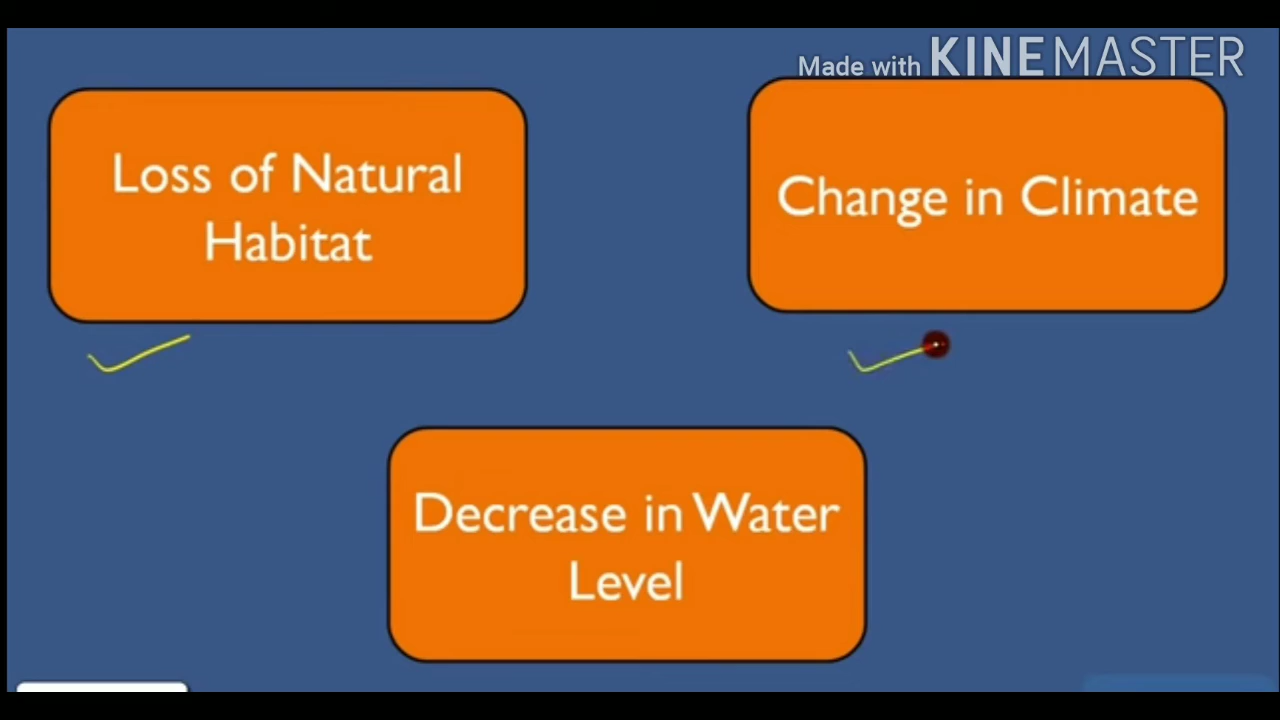 Made with KINEMASTER
Loss of Natural
Habitat
Change in Climate
Decrease in Water
Level